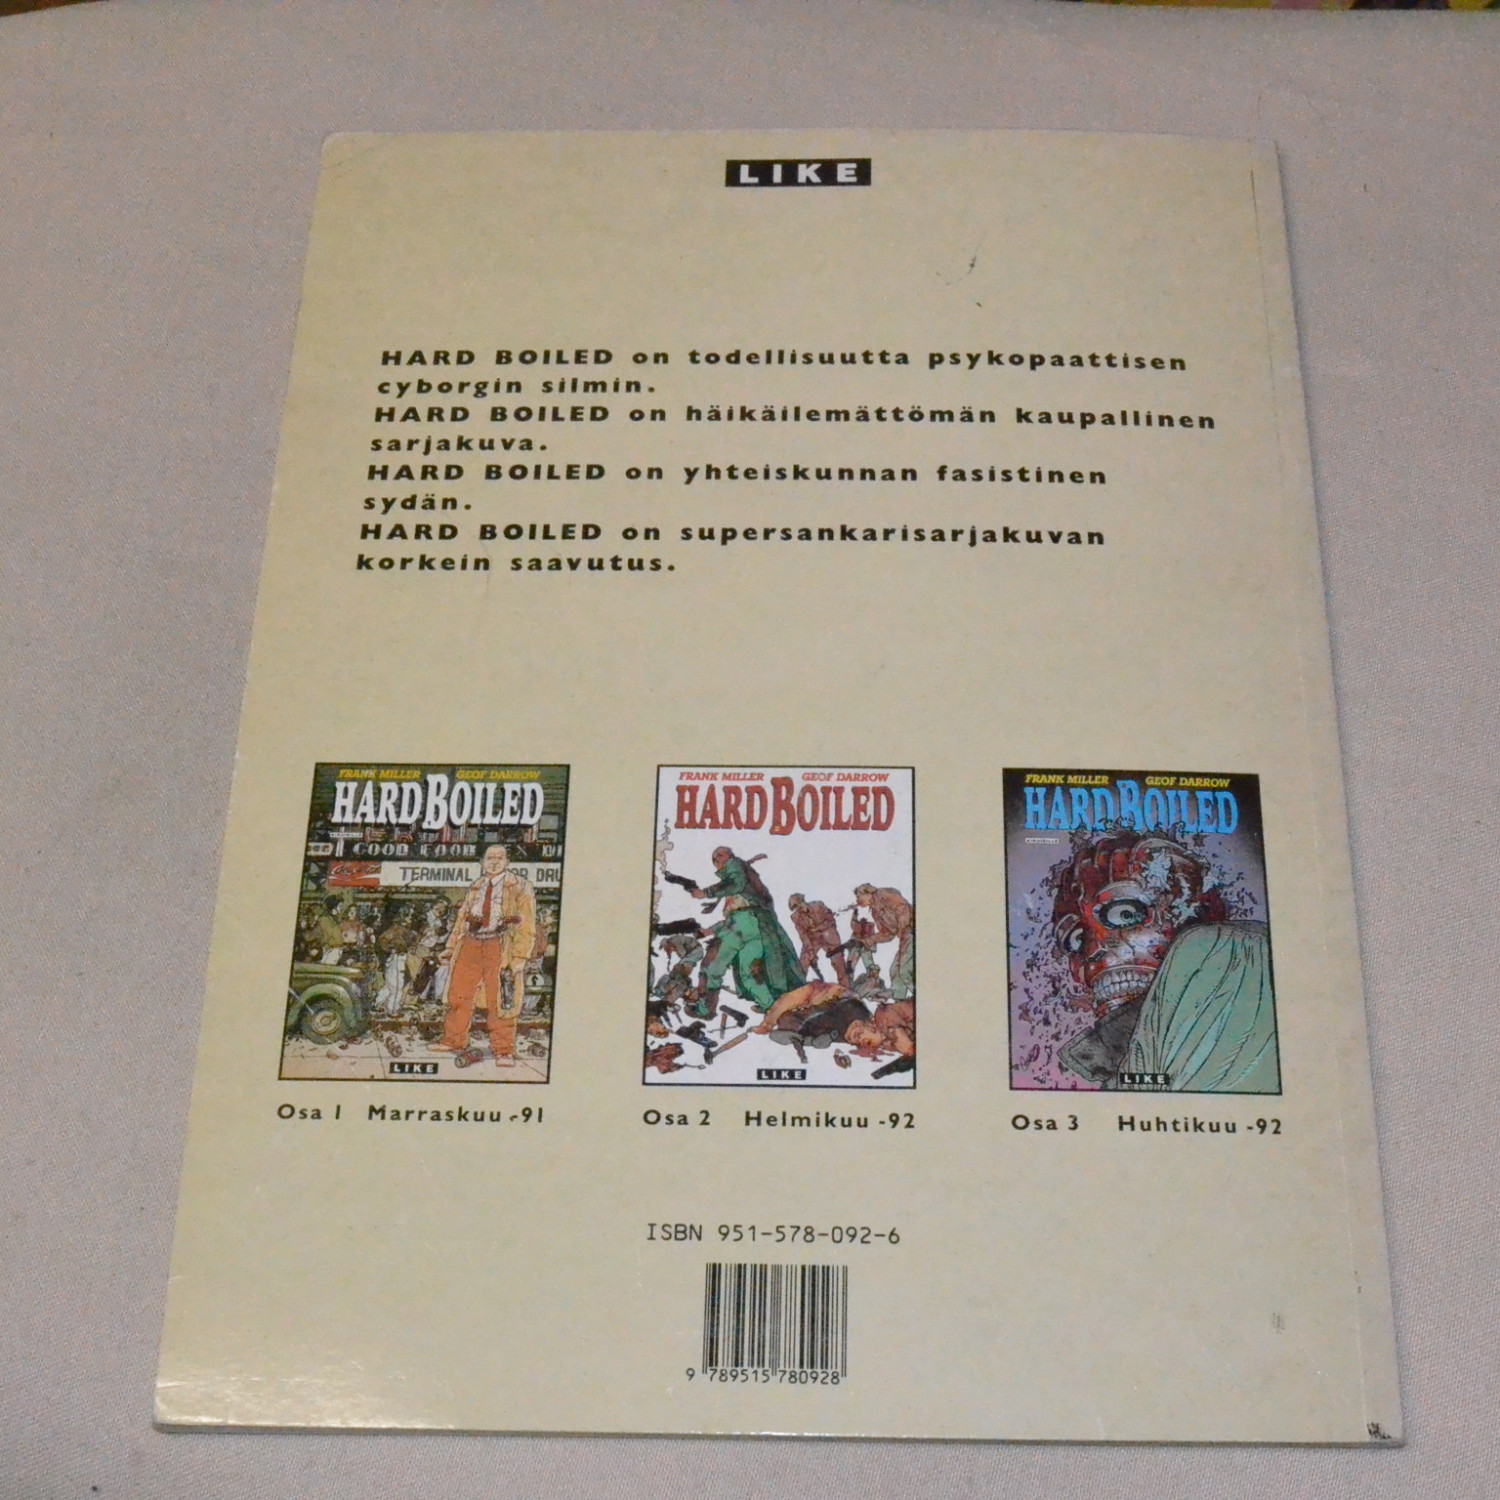 LIKE
HARD BOILED on todellisuutta psykopaattisen
cyborgin silmin.
HARD BOILED on häikäilemättömän kaupallinen
sarjakuva.
HARD BOILED on yhteiskunnan fasistinen
sydän.
HARD BOILED on supersankarisarjakuvan
korkein saavutus.
FRANK MILLER GEOF DARROW
HARD BOILED
GOOD FOOD
TERMINAL
DRU
LIKE
Osa 1 Marraskuu -91
FRANK MILLER GEOF DARROW
HARD BOILED
LIKE
Osa 2 Helmikuu -92
FRANK MILLER GEOF DARROW
HARD BOILED
LIKE
Osa 3 Huhtikuu -92
ISBN 951-578-092-6
9 789515 780928